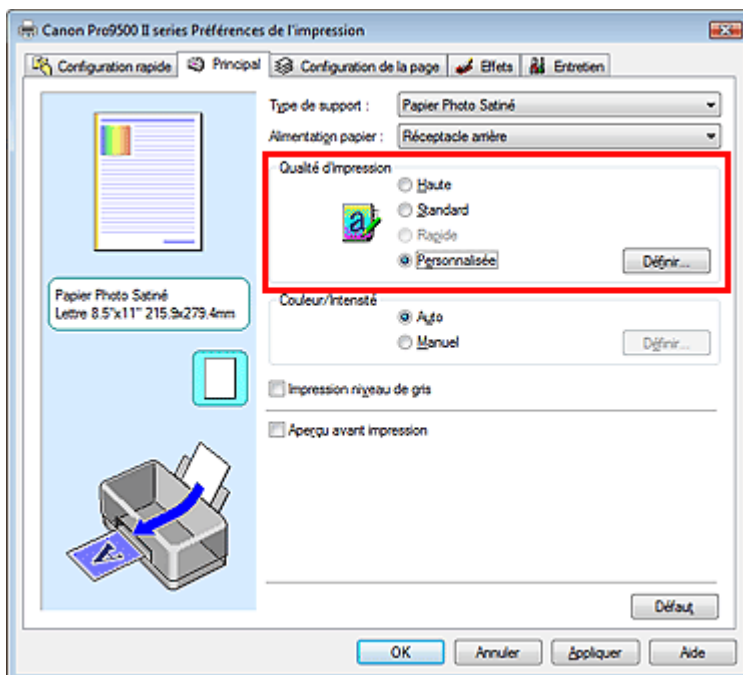 Canon Pro9500 II series Préférences de l'impression
Configuration rapide Principal Configuration de la page Effets Entretien
Type de support : Papier Photo Satiné
Alimentation papier : Réceptacle arrière
Qualité d'impression
Haute
a Standard
Rapide
Personnalisée Définir...
Papier Photo Satiné
Lettre 8.5"x11" 215.9x279.4mm
Couleur/Intensité
Auto
Manuel Définir...
Impression niveau de gris
Aperçu avant impression
A
Défaut
OK Annuler Appliquer Aide